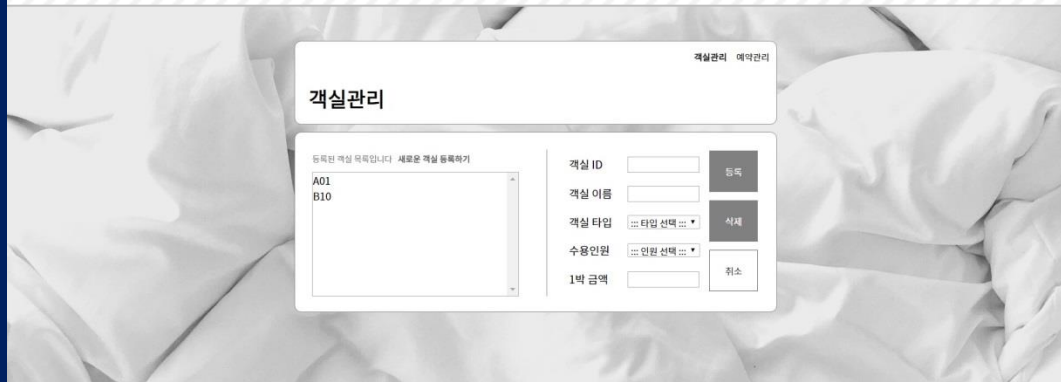 객실관리 예약관리
객실관리
등록된 객실 목록입니다 새로운 객실 등록하기
A01
B10
객실 ID
등록
객실 이름
객실 타입 ::: 타입 선택 :::
삭제
수용인원 ::: 인원 선택 :::
1박 금액
취소